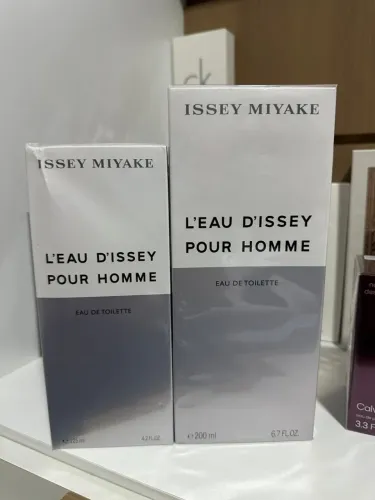 ck
ISSEY MIYAKE
L'EAU D'ISSEY
POUR HOMME
EAU DE TOILETTE
ISSEY MIYAKE
L'EAU D'ISSEY
POUR HOMME
EAU DE TOILETTE
e 200 ml 6.7 FL.OZ.
Calv
3.3 F